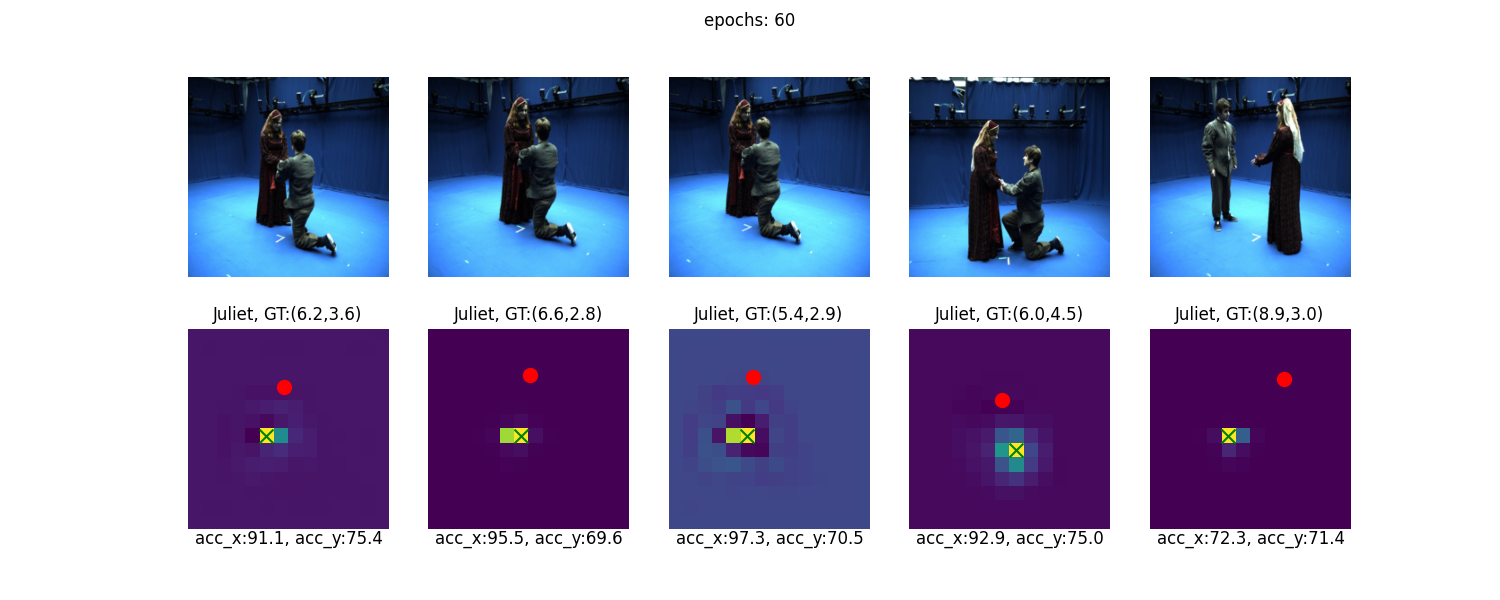 epochs: 60
Juliet, GT:(6.2,3.6)
Juliet, GT:(6.6,2.8)
Juliet, GT:(5.4,2.9)
Juliet, GT:(6.0,4.5)
Juliet, GT:(8.9,3.0)
acc_x:91.1, acc_y:75.4
acc_x:95.5, acc_y:69.6
acc_x:97.3, acc_y:70.5
acc_x:92.9, acc_y:75.0
acc_x:72.3, acc_y:71.4